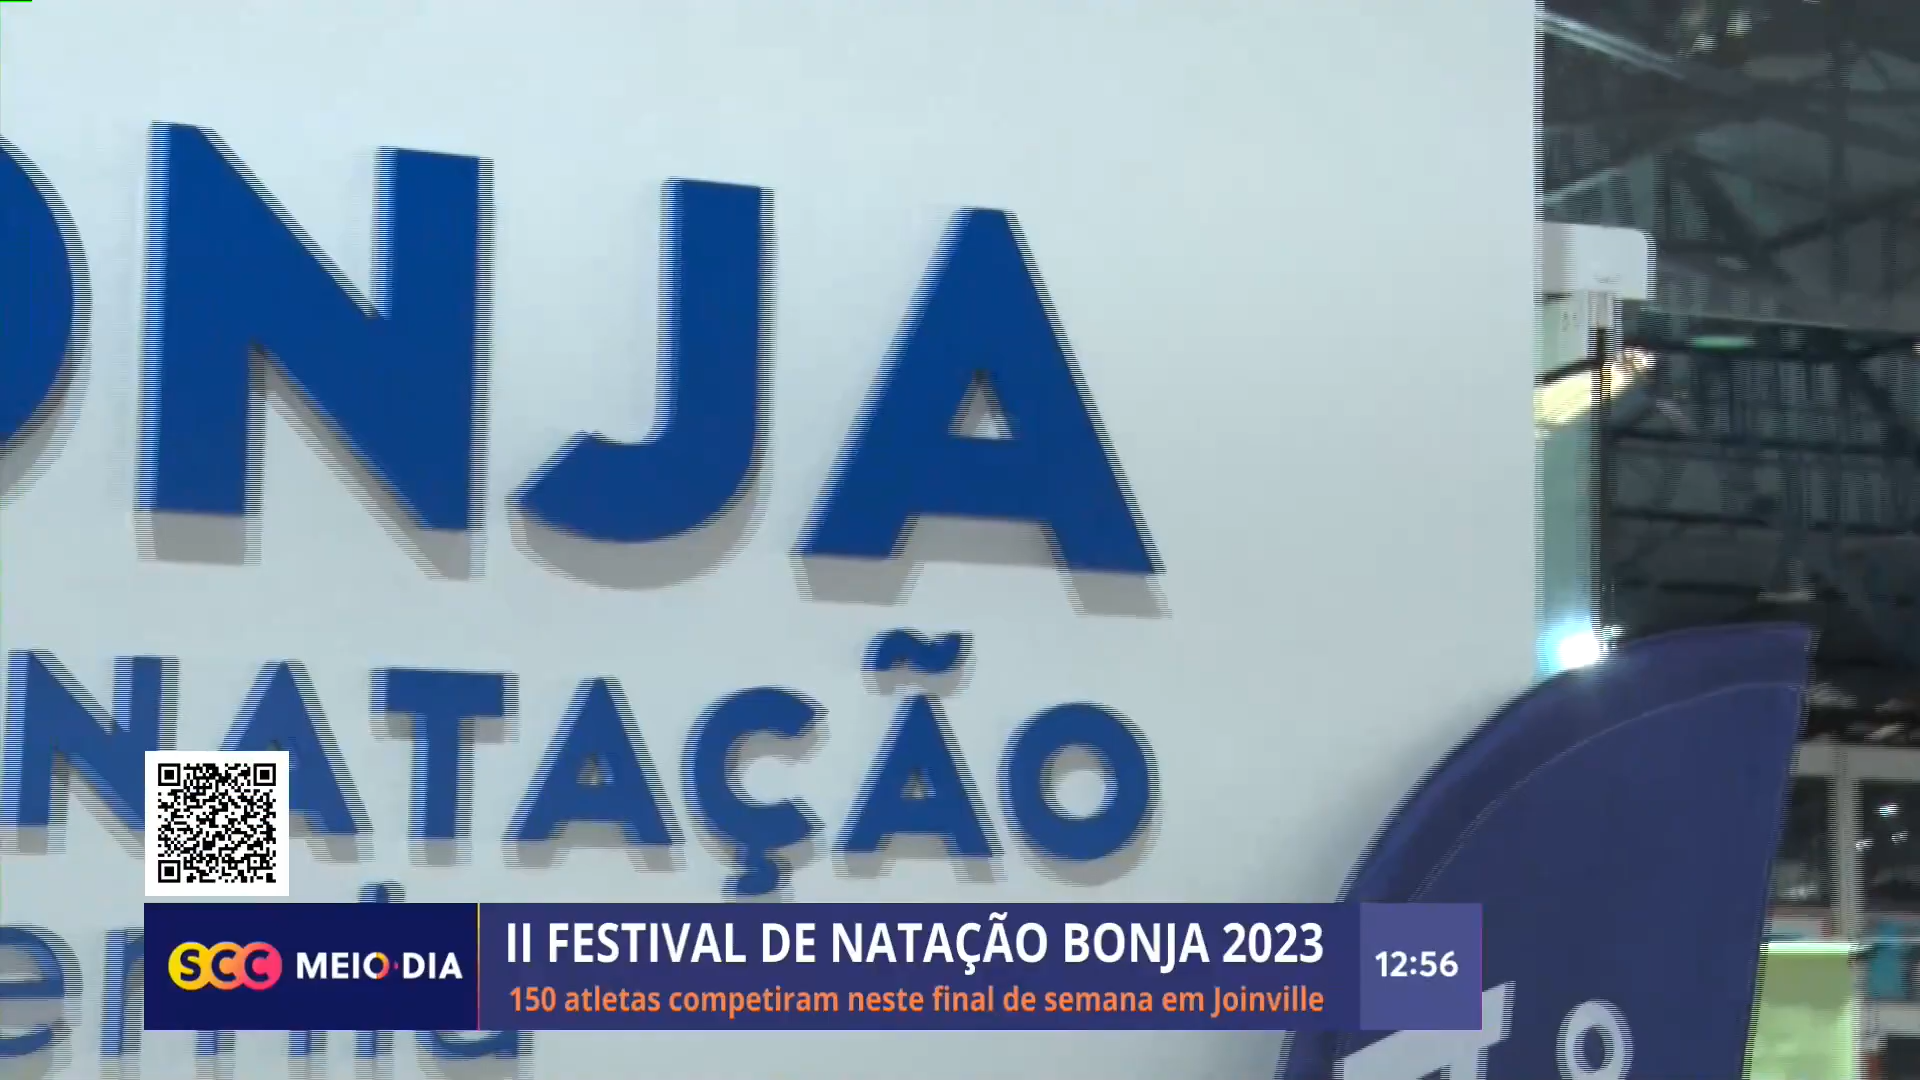 ONJA
NATAÇÃO
SCC MEIO-DIA
II FESTIVAL DE NATAÇÃO BONJA 2023
150 atletas competiram neste final de semana em Joinville
12:56